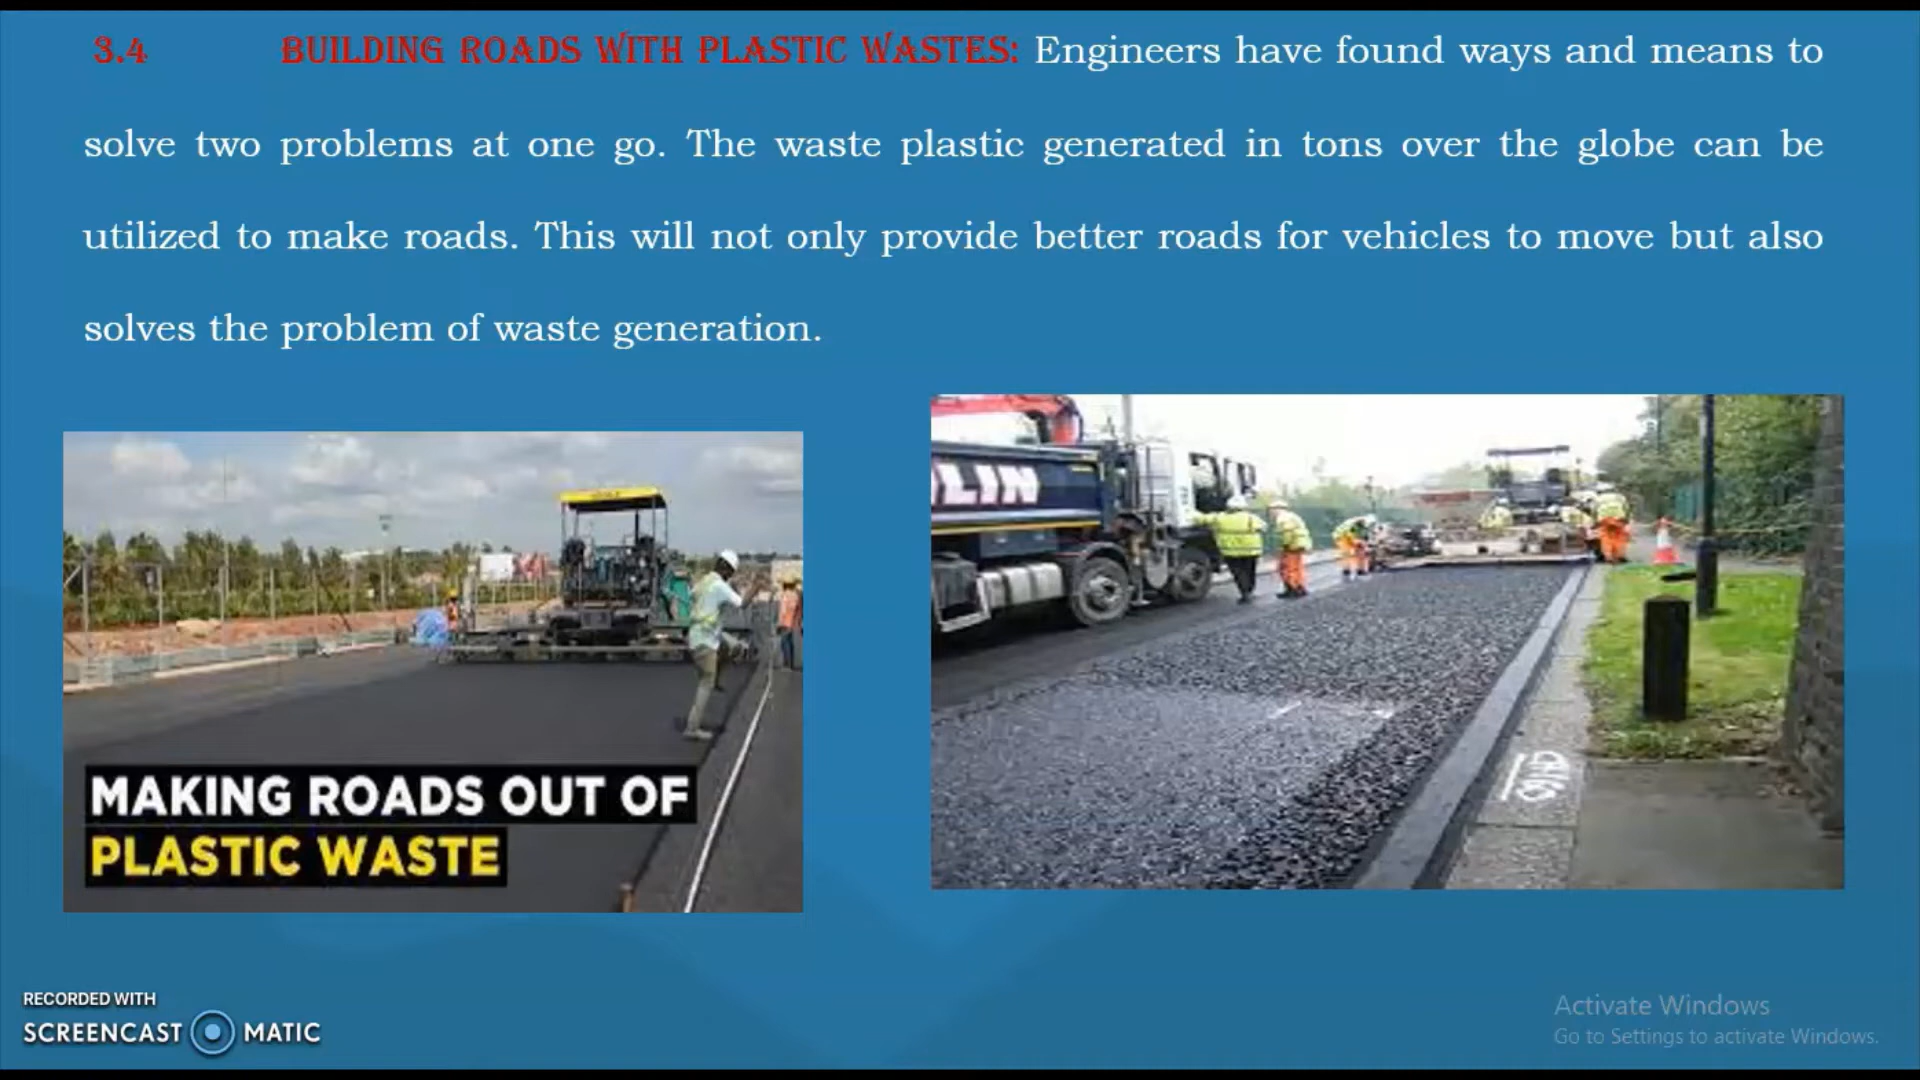 3.4 BUILDING ROADS WITH PLASTIC WASTES: Engineers have found ways and means to
solve two problems at one go. The waste plastic generated in tons over the globe can be
utilized to make roads. This will not only provide better roads for vehicles to move but also
solves the problem of waste generation.
LIN
MAKING ROADS OUT OF
PLASTIC WASTE
RECORDED WITH
SCREENCAST MATIC
Activate Windows
Go to Settings to activate Windows.